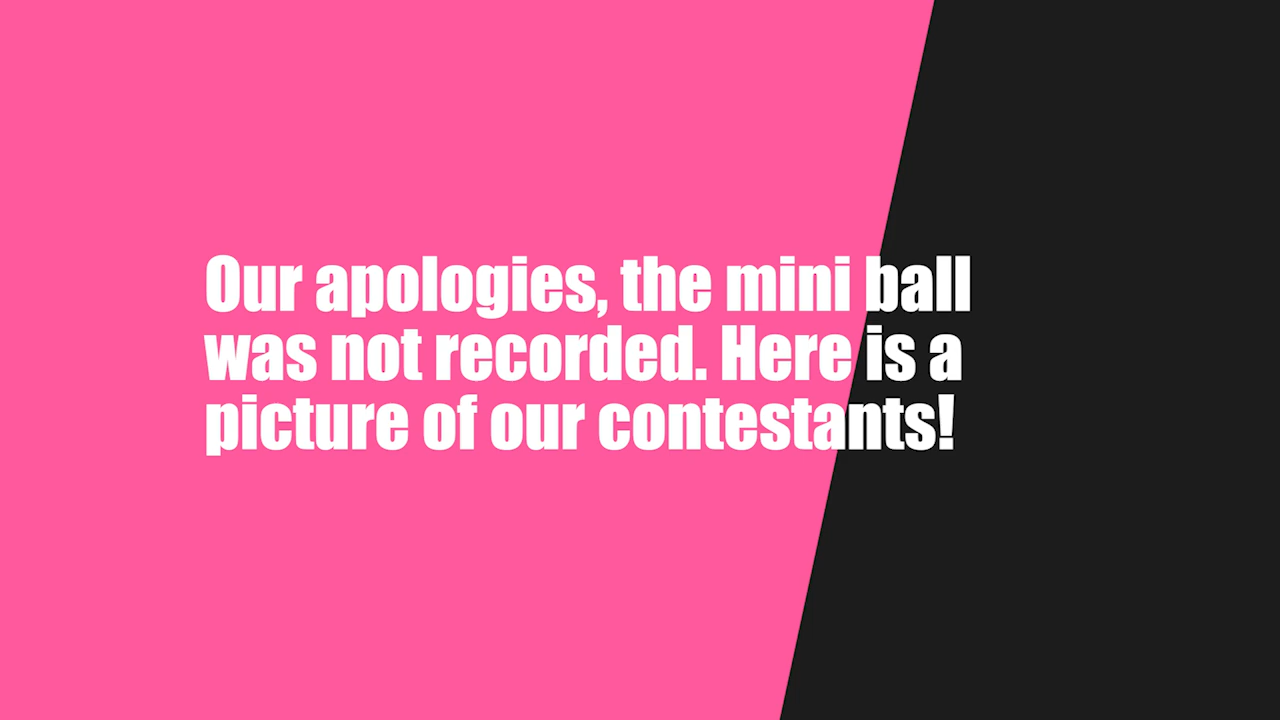 Our apologies, the mini ball
was not recorded. Here is a
picture of our contestants!